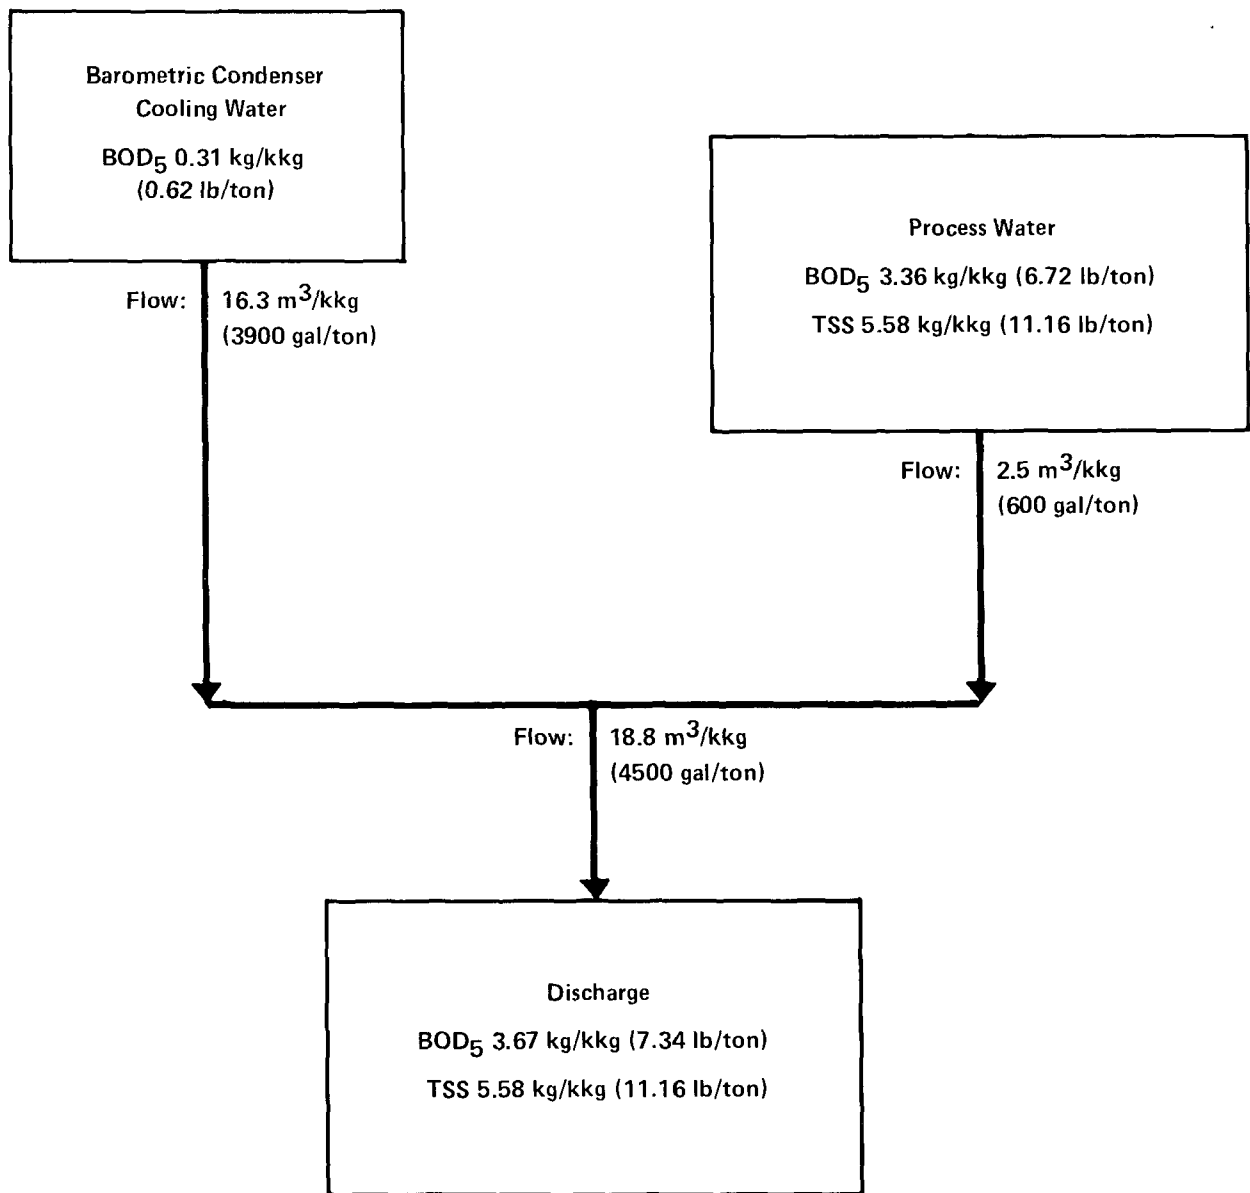 Barometric Condenser
Cooling Water
BOD5 0.31 kg/kkg
(0.62 lb/ton)
Flow: 16.3 m3/kkg
(3900 gal/ton)
Process Water
BOD5 3.36 kg/kkg (6.72 lb/ton)
TSS 5.58 kg/kkg (11.16 lb/ton)
Flow: 2.5 m3/kkg
(600 gal/ton)
Flow: 18.8 m3/kkg
(4500 gal/ton)
Discharge
BOD5 3.67 kg/kkg (7.34 lb/ton)
TSS 5.58 kg/kkg (11.16 lb/ton)